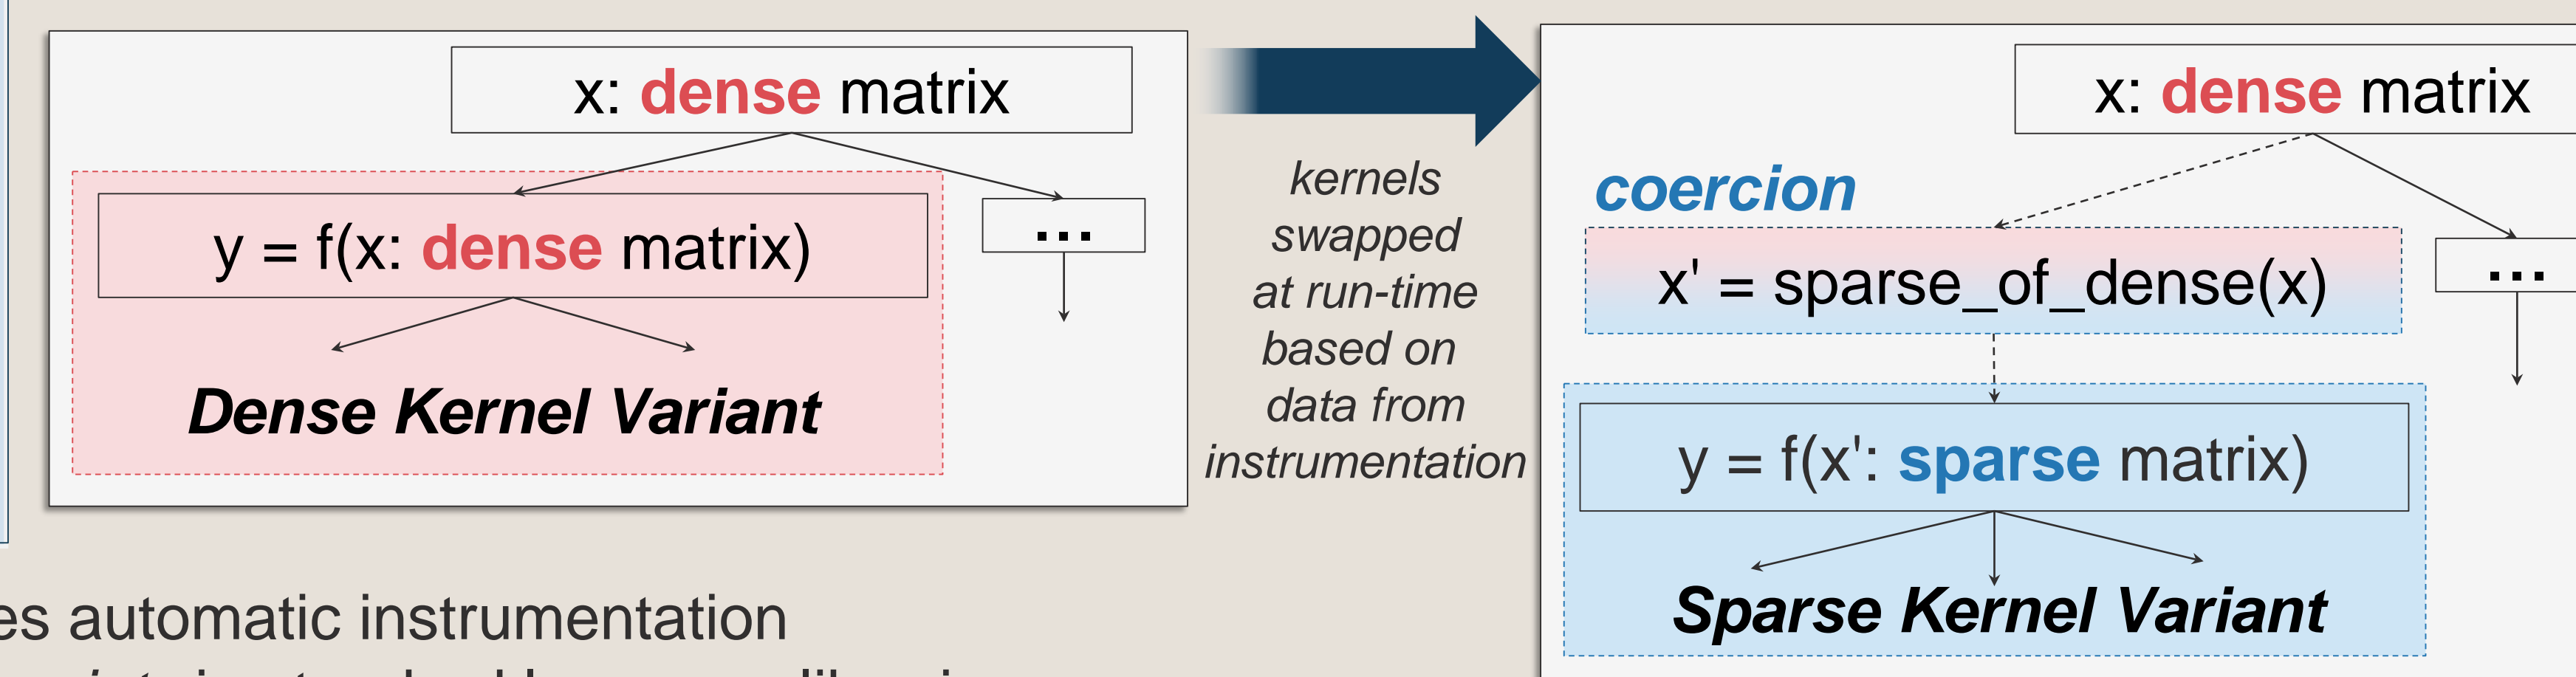 x: dense matrix
y = f(x: dense matrix)
...
Dense Kernel Variant
kernels
swapped
at run-time
based on
data from
instrumentation
x: dense matrix
coercion
x' = sparse_of_dense(x)
...
y = f(x': sparse matrix)
Sparse Kernel Variant
es automatic instrumentation